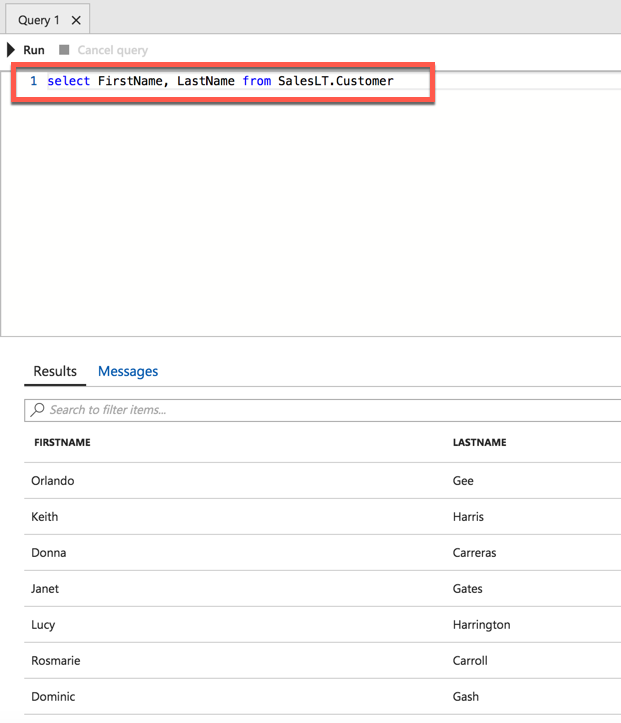 Query 1
Run Cancel query
1 select FirstName, LastName from SalesLT.Customer
Results Messages
Search to filter items...
FIRSTNAME LASTNAME
Orlando Gee
Keith Harris
Donna Carreras
Janet Gates
Lucy Harrington
Rosmarie Carroll
Dominic Gash